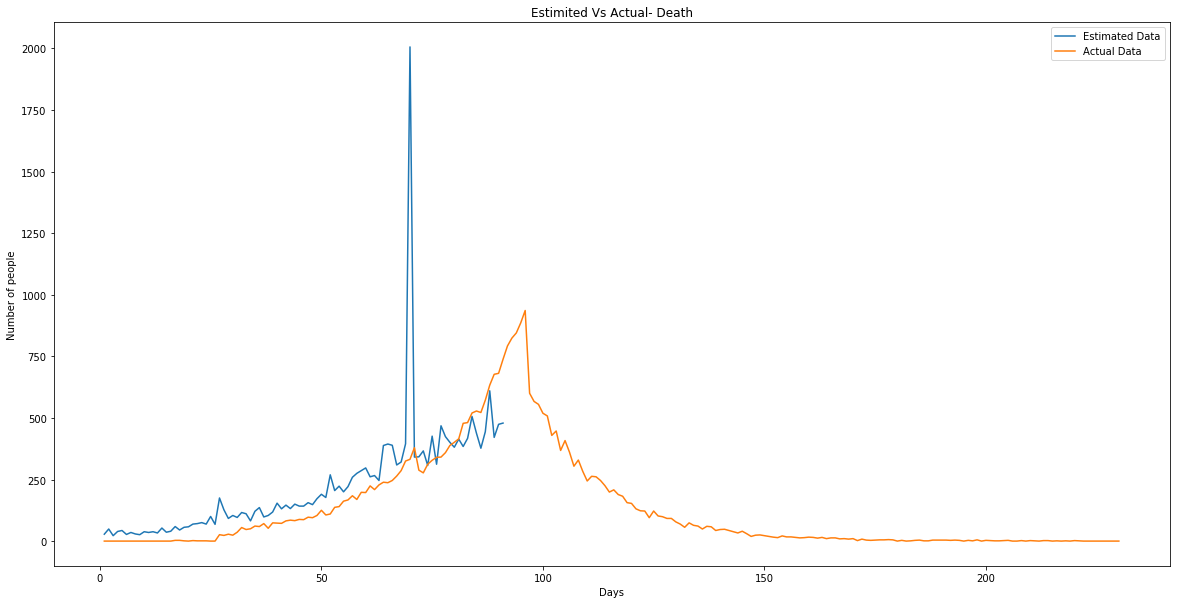 Estimited Vs Actual- Death
Estimated Data
Actual Data
2000
1750
1500
1250
1000
750
500
250
0
Number of people
0 50 100 150 200
Days